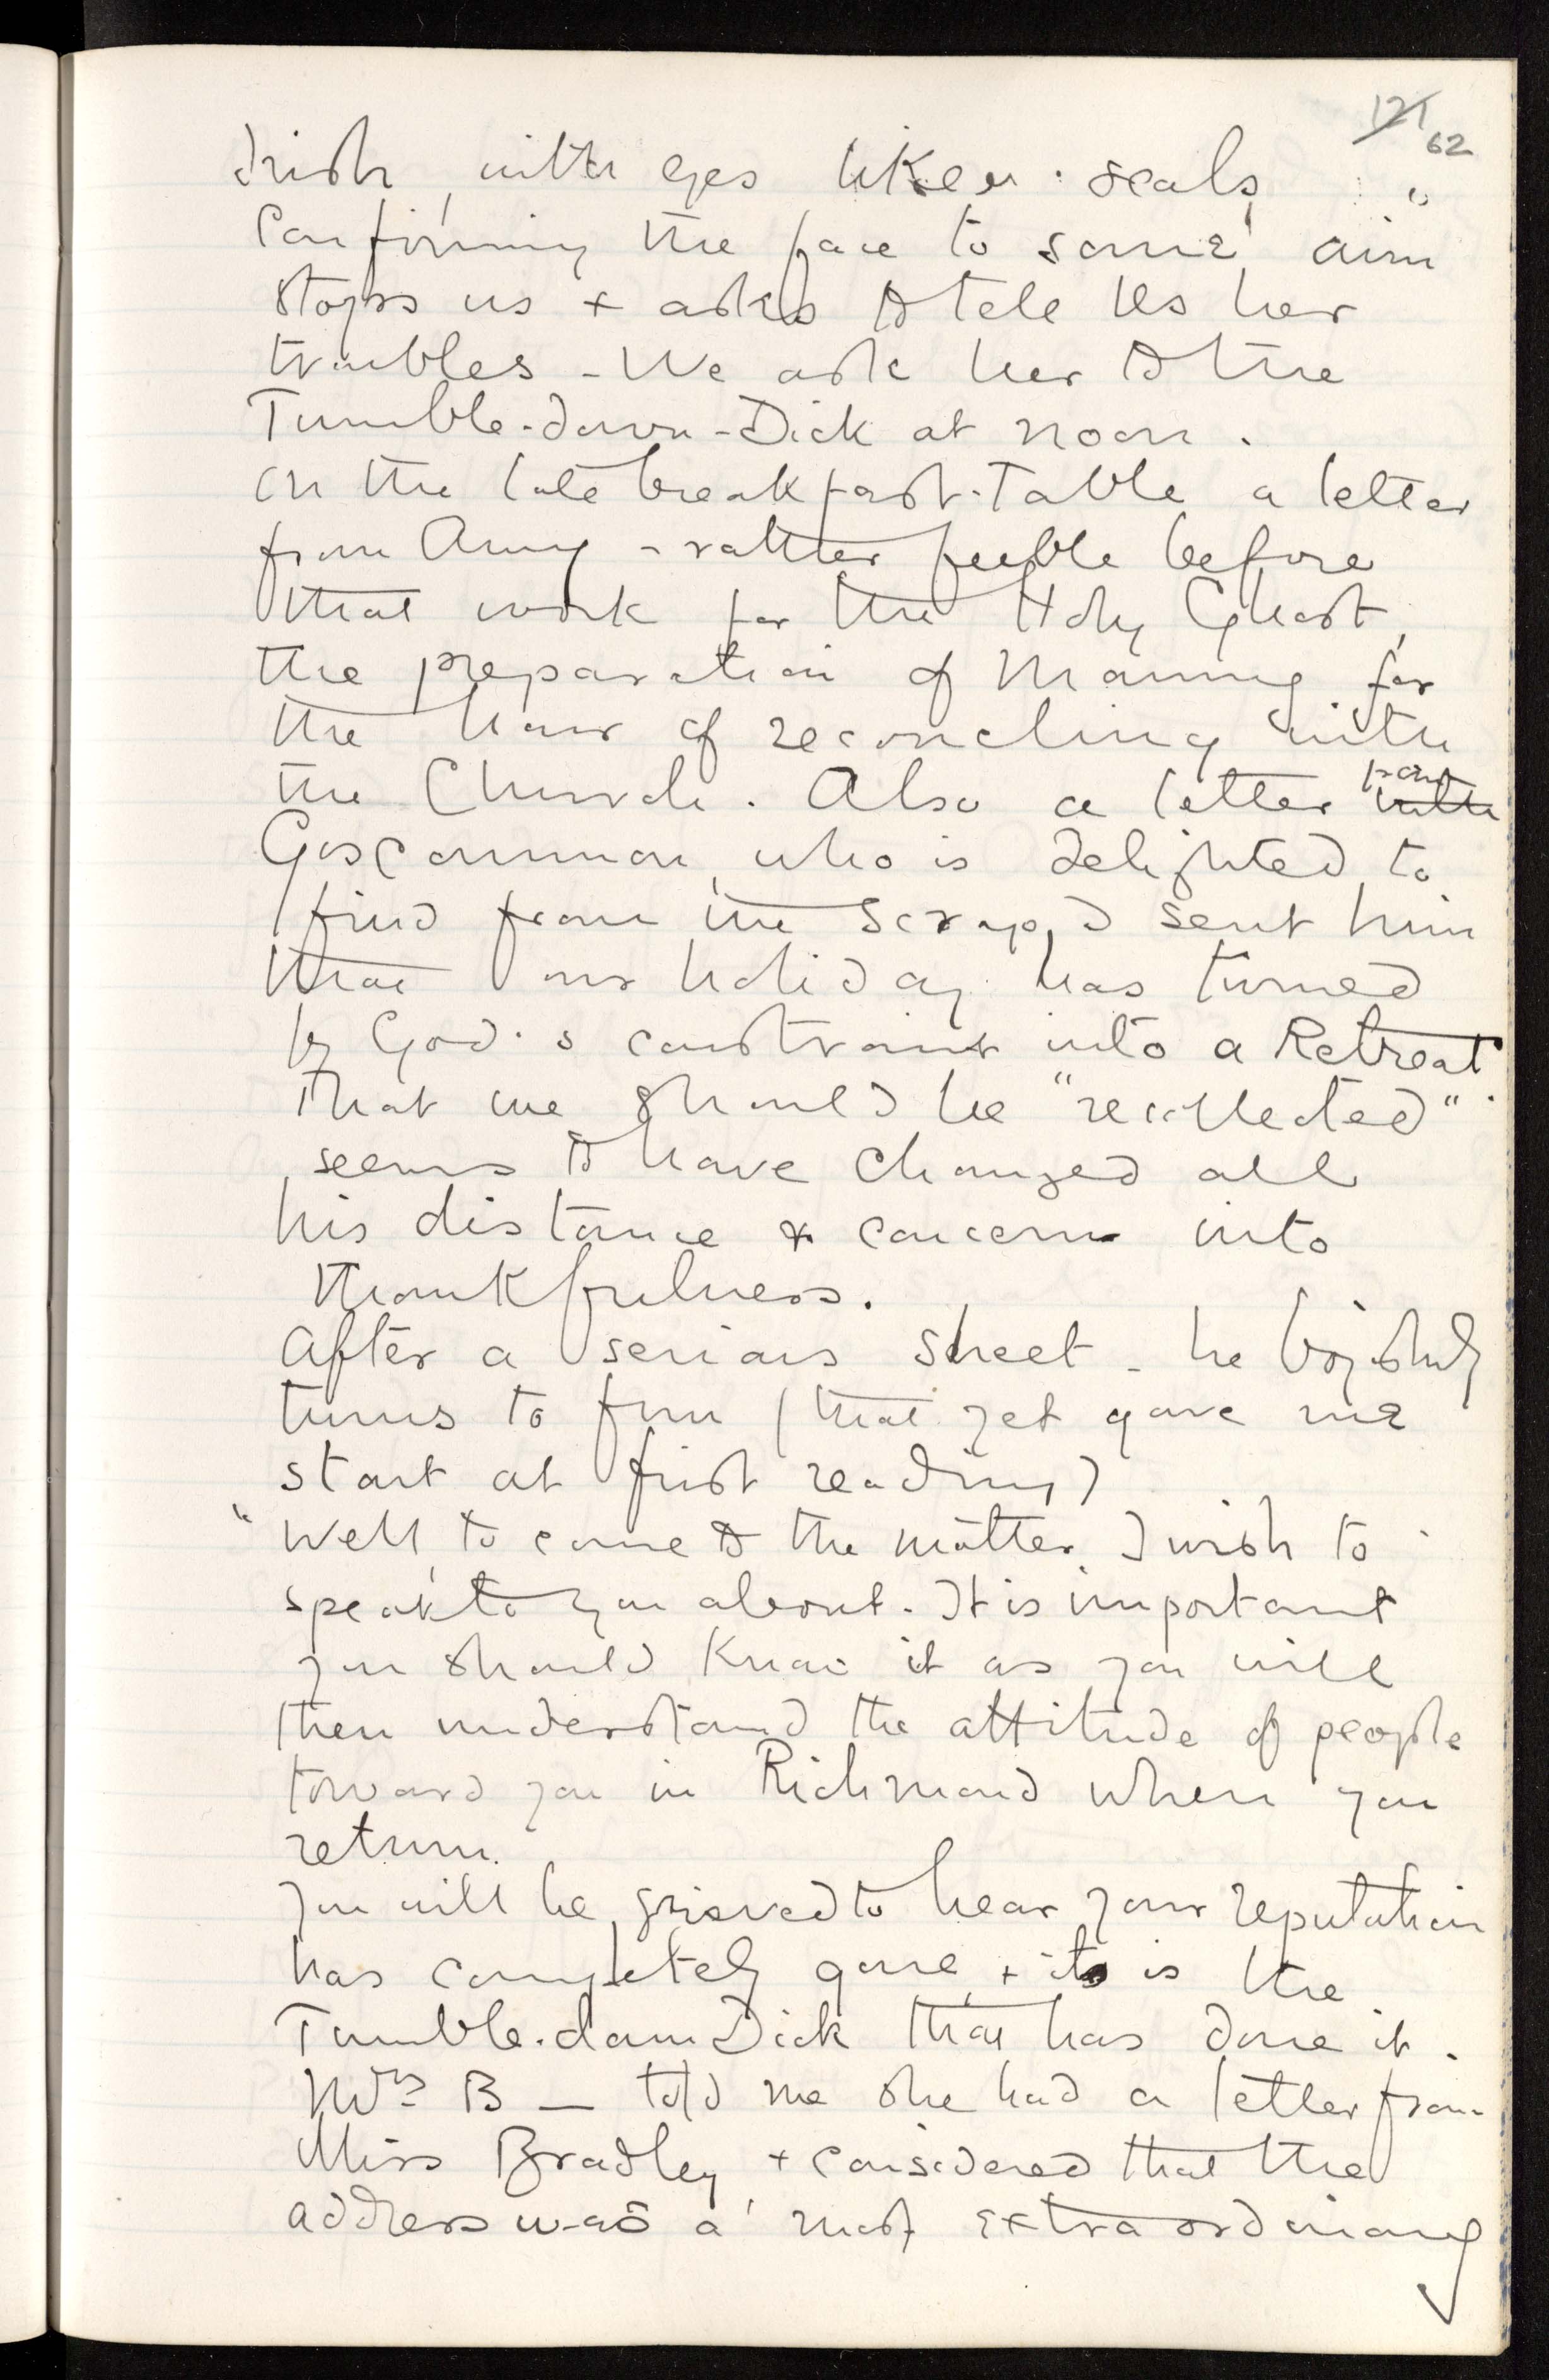 121 62
Irish, with eyes like seals,
Confirming the face to some aim
stops us + asks to tell us her
troubles - We ask her to the
Tumble-down-Dick at noon.
On the late breakfast-table a letter
from Amy - rather feeble before
that work for the Holy Ghost,
the preparation of Manning for
the hour of reconciling with
the Church. Also a letter with from
Goscommon, who is delighted to
find from the scrap I sent him
that our holiday has turned
by God's constraint into a Retreat
That we should be "recollected"
seems to have changed all
his distance & concern into
thankfulness.
After a serious sheet - he boyishly
turns to fun (that yet gave me
start at first reading)
"Well, to come to the matter I wish to
speak to you about. It is important
you should know it as you will
then understand the attitude of people
toward you in Richmond when you
return.
You will be grieved to hear your reputation
has completely gone, + it is the
Tumble-down Dick that has done it.
Mrs B — told me she had a letter from
Miss Bradley, + considered that the
address was a most extraordinary